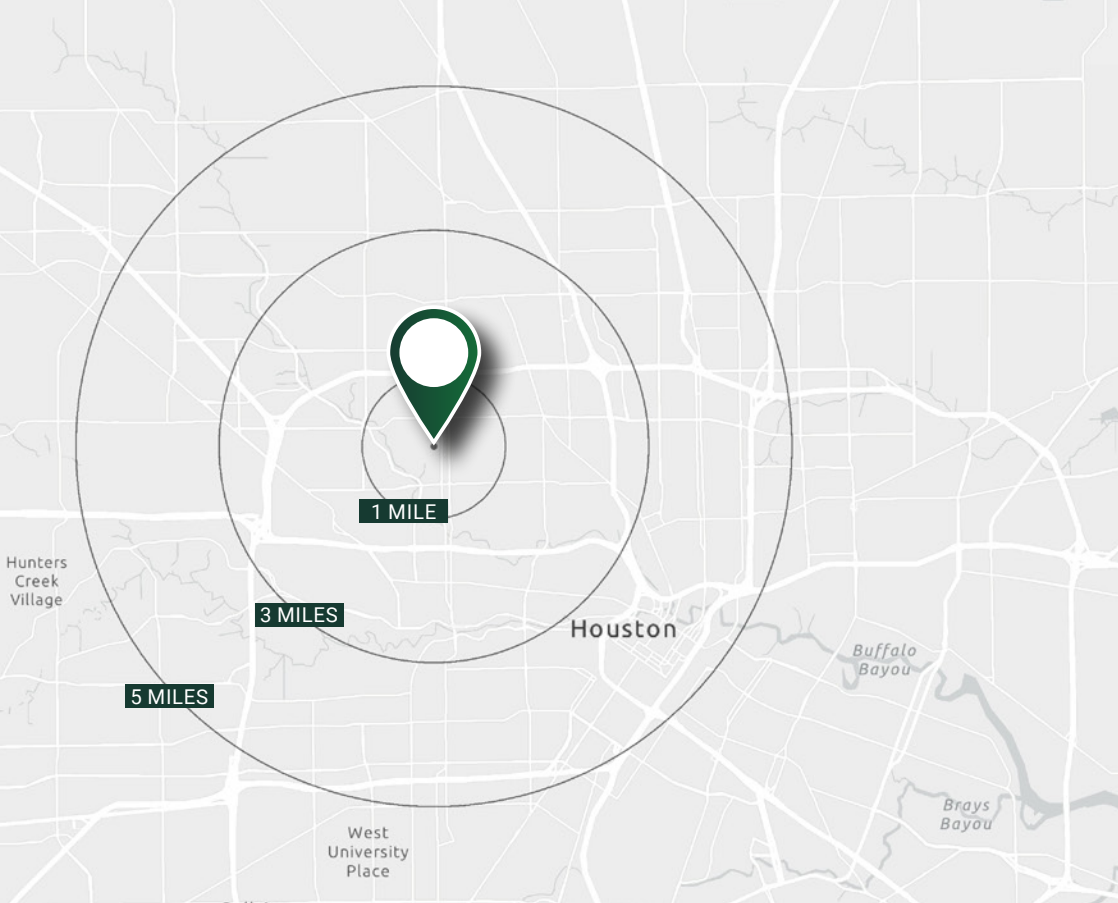 1 MILE
Hunters
Creek
Village
3 MILES
Houston
Buffalo
Bayou
5 MILES
Brays
Bayou
West
University
Place